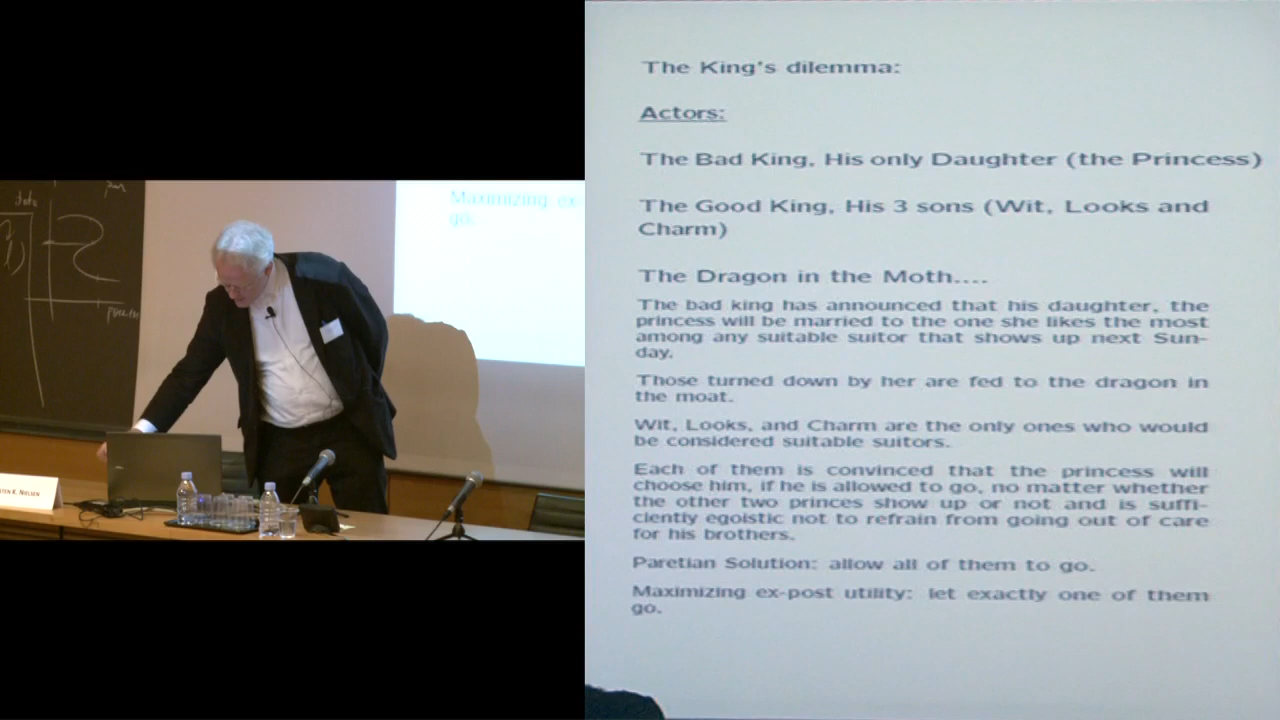 Maximizing ex-
go.
STEN K. NIELSEN
The King's dilemma:
Actors:
The Bad King, His only Daughter (the Princess)
The Good King, His 3 sons (Wit, Looks and
Charm)
The Dragon in the Moth....
The bad king has announced that his daughter, the
princess will be married to the one she likes the most
among any suitable suitor that shows up next Sun-
day.
Those turned down by her are fed to the dragon in
the moat.
Wit, Looks, and Charm are the only ones who would
be considered suitable suitors.
Each of them is convinced that the princess will
choose him, if he is allowed to go, no matter whether
the other two princes show up or not and is suffi-
ciently egoistic not to refrain from going out of care
for his brothers.
Paretian Solution: allow all of them to go.
Maximizing ex-post utility: let exactly one of them
go.